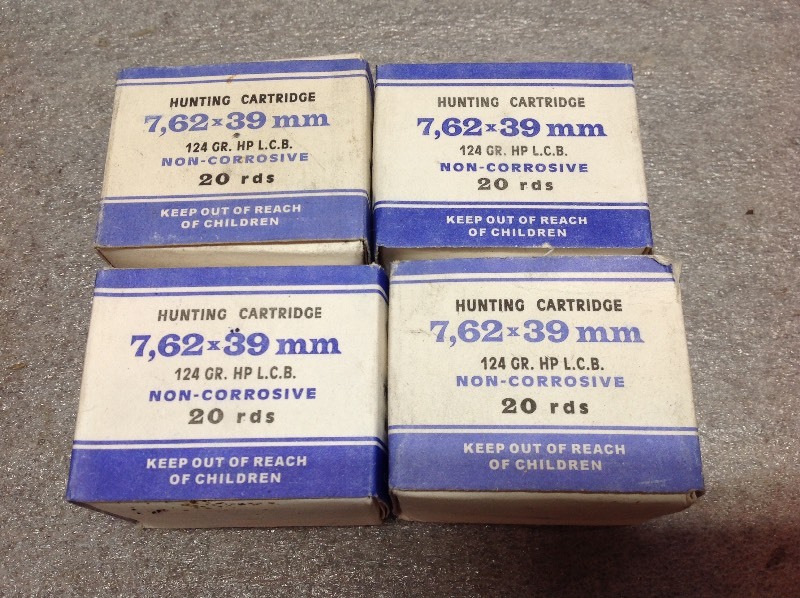 HUNTING CARTRIDGE
7,62×39 mm
124 GR. HP L.C.B.
NON-CORROSIVE
20 rds
KEEP OUT OF REACH
OF CHILDREN
HUNTING CARTRIDGE
7,62×39 mm
124 GR. HP L.C.B.
NON-CORROSIVE
20 rds
KEEP OUT OF REACH
OF CHILDREN
HUNTING CARTRIDGE
7,62×39 mm
124 GR. HP L.C.B.
NON-CORROSIVE
20 rds
KEEP OUT OF REACH
OF CHILDREN
HUNTING CARTRIDGE
7,62×39 mm
124 GR. HP L.C.B.
NON-CORROSIVE
20 rds
KEEP OUT OF REACH
OF CHILDREN